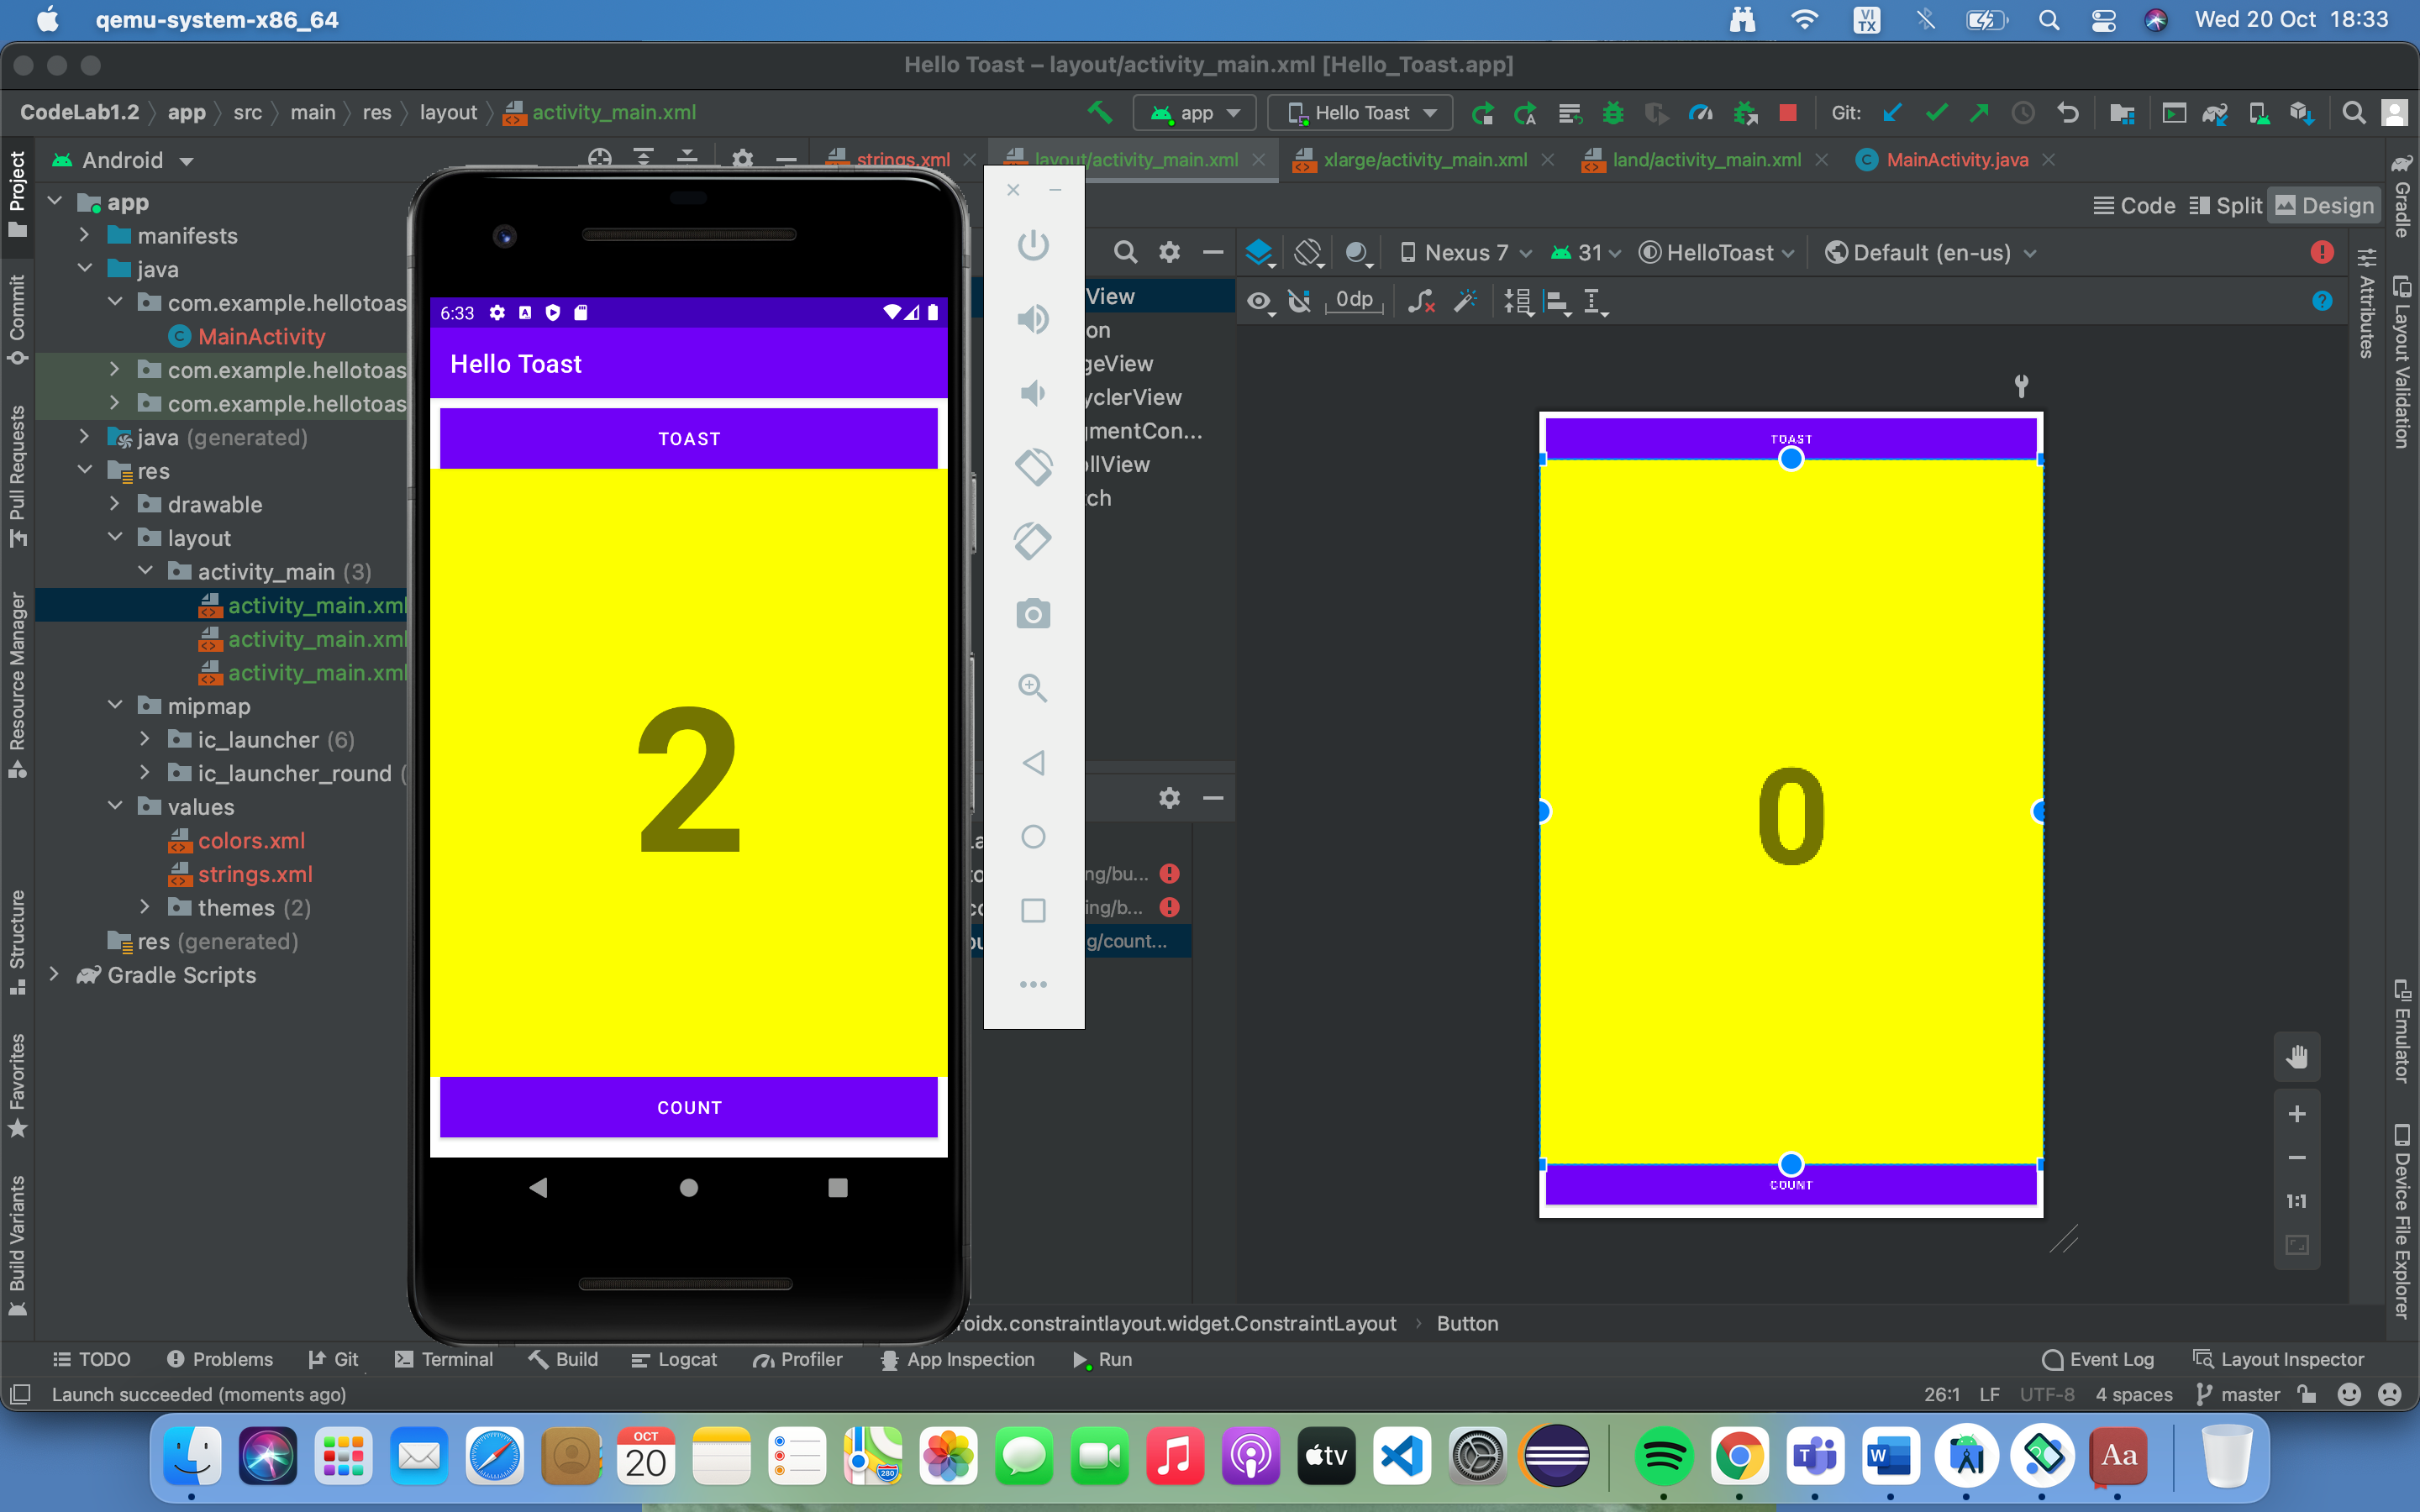 qemu-system-x86_64
VI
TX
Wed 20 Oct 18:33
Hello Toast – layout/activity_main.xml [Hello_Toast.app]
CodeLab1.2 app src main res layout activity_main.xml
app
Hello Toast
Git:
Android
strings.xml
layout/activity_main.xml
xlarge/activity_main.xml
land/activity_main.xml
MainActivity.java
Code
Split
Design
Nexus 7
31
HelloToast
Default (en-us)
0dp
Project
Commit
Pull Requests
Resource Manager
Structure
Favorites
Build Variants
app
manifests
java
com.example.hellotoas
MainActivity
com.example.hellotoas
com.example.hellotoas
java (generated)
res
drawable
layout
activity_main (3)
activity_main.xml
activity_main.xml
activity_main.xml
mipmap
ic_launcher (6)
ic_launcher_round (
values
colors.xml
strings.xml
themes (2)
res (generated)
Gradle Scripts
6:33
Hello Toast
TOAST
2
COUNT
View
on
geView
yclerView
gmentCon...
ollView
tch
ng/bu...
ing/b...
g/count...
TOAST
0
COUNT
1:1
Gradle
Attributes
Layout Validation
Emulator
Device File Explorer
roidx.constraintlayout.widget.ConstraintLayout
Button
TODO
Problems
Git
Terminal
Build
Logcat
Profiler
App Inspection
Run
Event Log
Layout Inspector
Launch succeeded (moments ago)
26:1 LF UTF-8 4 spaces master
OCT
20
280
tv
T
W
Aa